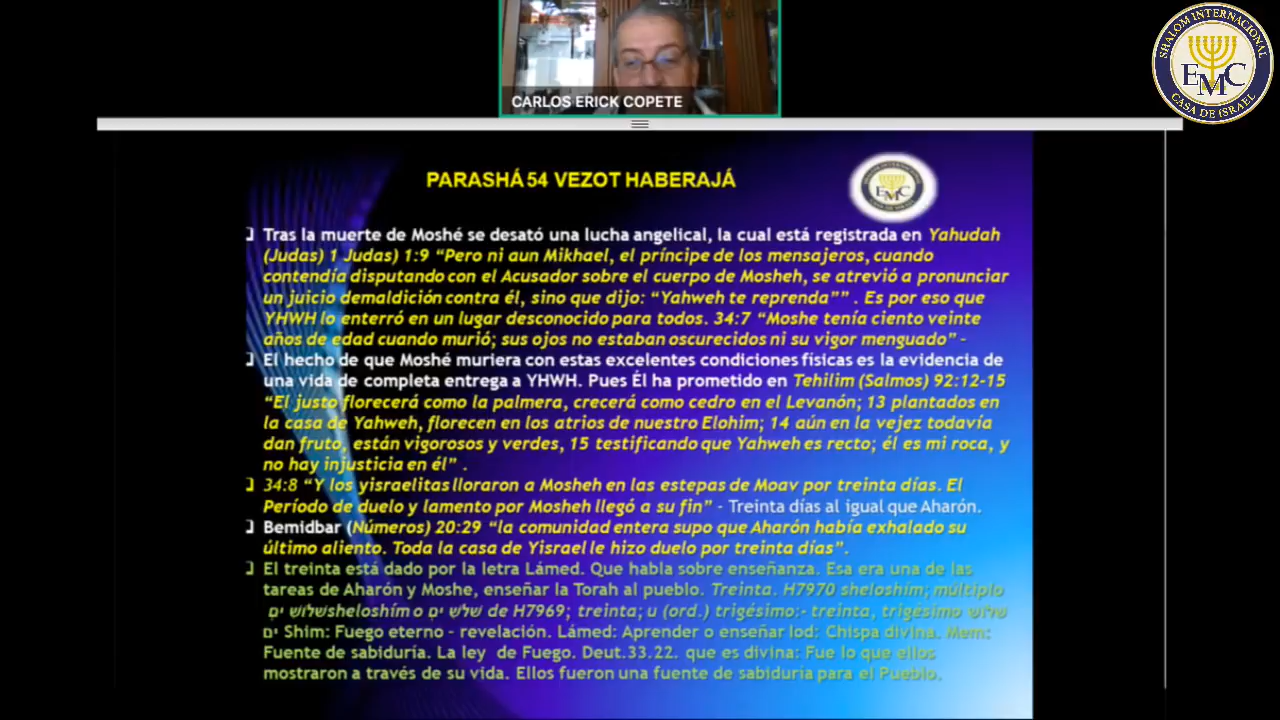 CARLOS ERICK COPETE
SHALOM INTERNACIONAL
EMC
CASA DE ISRAEL
PARASHÁ 54 VEZOT HABERAJÁ
EMC
Tras la muerte de Moshé se desató una lucha angelical, la cual está registrada en Yahudah
(Judas) 1 Judas) 1:9 “Pero ni aun Mikhael, el príncipe de los mensajeros, cuando
contendía disputando con el Acusador sobre el cuerpo de Mosheh, se atrevió a pronunciar
un juicio demaldición contra él, sino que dijo: “Yahweh te reprenda”” . Es por eso que
YHWH lo enterró en un lugar desconocido para todos. 34:7 “Moshe tenía ciento veinte
años de edad cuando murió; sus ojos no estaban oscurecidos ni su vigor menguado” –
El hecho de que Moshé muriera con estas excelentes condiciones físicas es la evidencia de
una vida de completa entrega a YHWH. Pues Él ha prometido en Tehilim (Salmos) 92:12-15
“El justo florecerá como la palmera, crecerá como cedro en el Levanón; 13 plantados en
la casa de Yahweh, florecen en los atrios de nuestro Elohim; 14 aún en la vejez todavía
dan fruto, están vigorosos y verdes, 15 testificando que Yahweh es recto; él es mi roca, y
no hay injusticia en él” .
34:8 “Y los yisraelitas lloraron a Mosheh en las estepas de Moav por treinta días. El
Período de duelo y lamento por Mosheh llegó a su fin” - Treinta días al igual que Aharón.
Bemidbar (Números) 20:29 “la comunidad entera supo que Aharón había exhalado su
último aliento. Toda la casa de Yisrael le hizo duelo por treinta días”.
El treinta está dado por la letra Lámed. Que habla sobre enseñanza. Esa era una de las
tareas de Aharón y Moshe, enseñar la Torah al pueblo. Treinta. H7970 sheloshím; múltiplo
שלוש יםsheloshím o שלש ים de H7969; treinta; u (ord.) trigésimo:- treinta, trigésimo שלוש
ים Shim: Fuego eterno – revelación. Lámed: Aprender o enseñar Iod: Chispa divina. Mem:
Fuente de sabiduría. La ley de Fuego. Deut.33.22. que es divina: Fue lo que ellos
mostraron a través de su vida. Ellos fueron una fuente de sabiduría para el Pueblo.